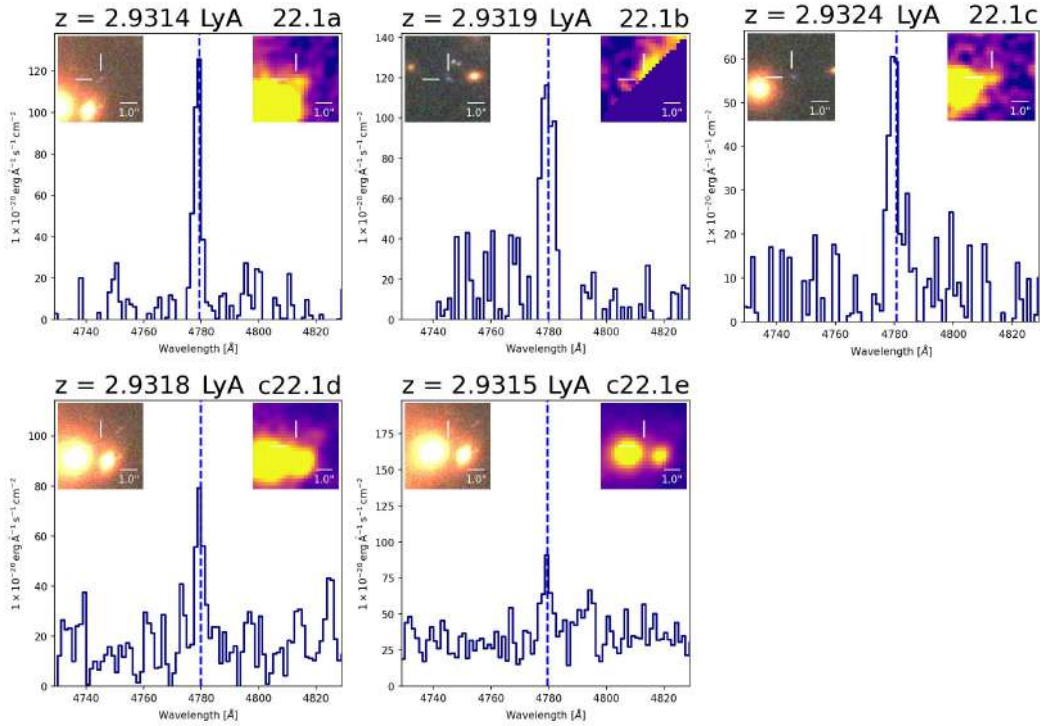 z = 2.9314 LyA 22.1a
z = 2.9319 LyA 22.1b
z = 2.9324 LyA 22.1c
1.0"
1.0"
1.0"
1.0"
1.0"
1.0"
120
100
80
60
40
20
0
1 × 10⁻²⁰ erg Å⁻¹ s⁻¹ cm⁻²
4740 4760 4780 4800 4820
Wavelength [Å]
140
120
100
80
60
40
20
0
1 × 10⁻²⁰ erg Å⁻¹ s⁻¹ cm⁻²
4740 4760 4780 4800 4820
Wavelength [Å]
60
50
40
30
20
10
0
1 × 10⁻²⁰ erg Å⁻¹ s⁻¹ cm⁻²
4740 4760 4780 4800 4820
Wavelength [Å]
z = 2.9318 LyA c22.1d
z = 2.9315 LyA c22.1e
1.0"
1.0"
1.0"
1.0"
100
80
60
40
20
0
1 × 10⁻²⁰ erg Å⁻¹ s⁻¹ cm⁻²
4740 4760 4780 4800 4820
Wavelength [Å]
175
150
125
100
75
50
25
0
1 × 10⁻²⁰ erg Å⁻¹ s⁻¹ cm⁻²
4740 4760 4780 4800 4820
Wavelength [Å]